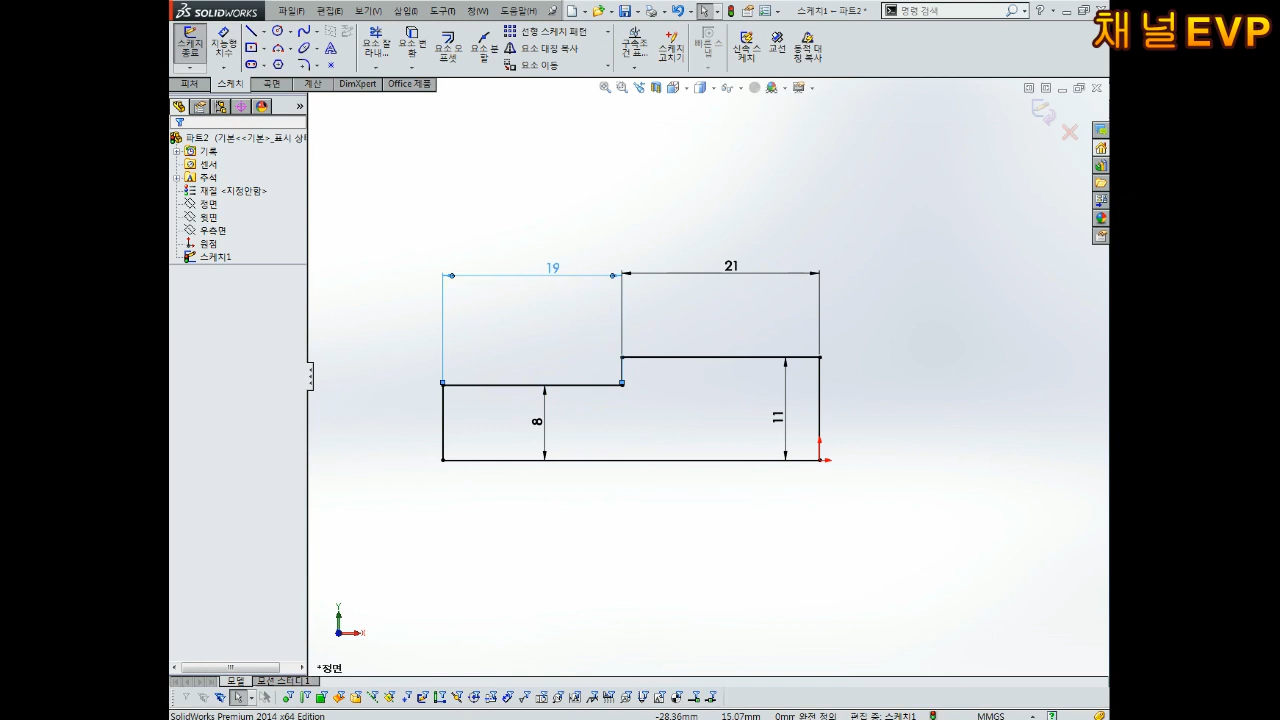 SOLIDWORKS 파일(F) 편집(E) 보기(V) 삽입(I) 도구(T) 창(W) 도움말(H) 스케치1 - 파트2 * 명령 검색
채널EVP
스케치 종료 지능형 치수 요소 잘라내... 요소 변환 요소 오프셋 요소 분할 선형 스케치 패턴 요소 대칭 복사 요소 이동 구속조건 표... 스케치 고치기 빠른 스냅 신속 스케치 교선 동적 대칭 복사
피처 스케치 곡면 계산 DimXpert Office 제품
파트2 (기본<<기본>_표시 상태
기록
센서
주석
재질 <지정안함>
정면
윗면
우측면
원점
스케치1
19
21
8
11
Y
X
*정면
모델 모션 스터디1
SolidWorks Premium 2014 x64 Edition -28.36mm 15.07mm 0mm 완전 정의 편집 중: 스케치1 MMGS